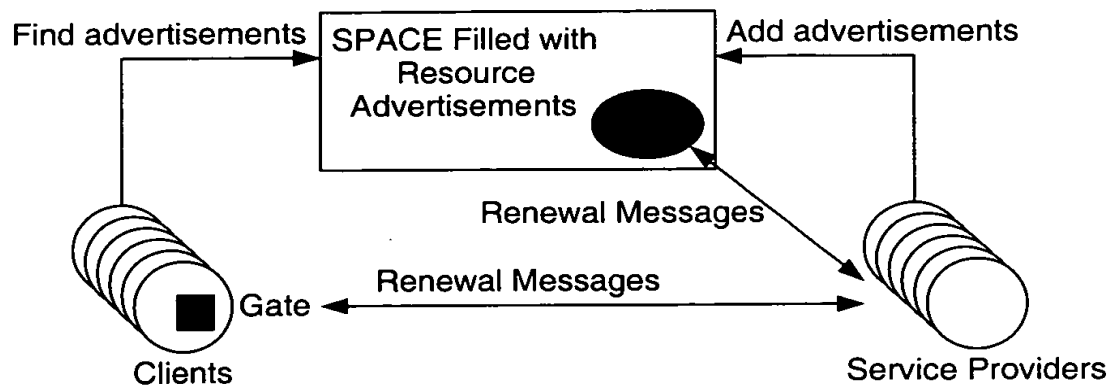 Find advertisements
SPACE Filled with
Resource
Advertisements
Add advertisements
Renewal Messages
Renewal Messages
Gate
Clients
Service Providers